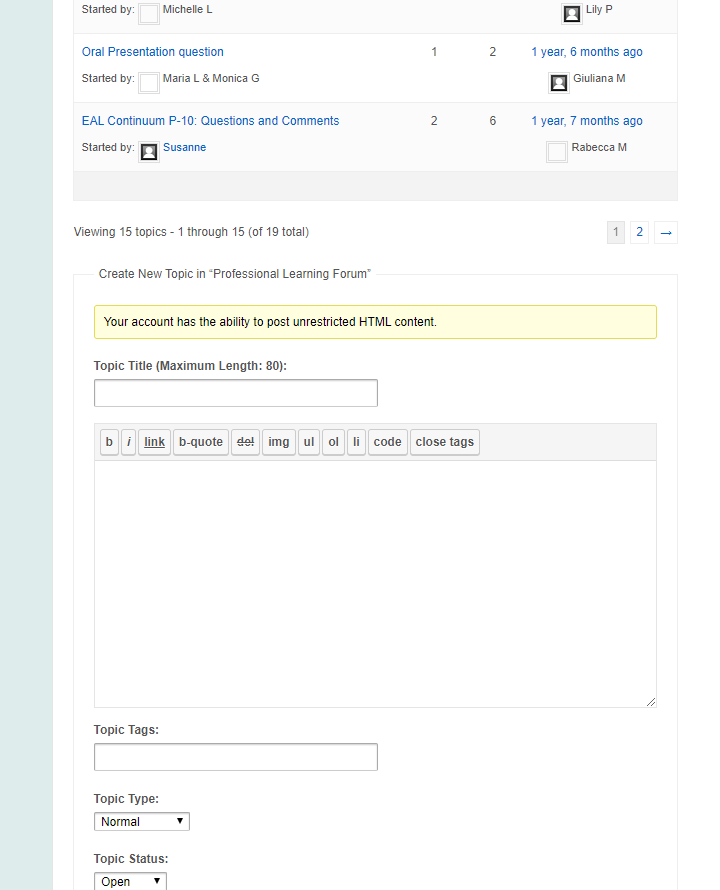 Started by: Michelle L Lily P
Oral Presentation question 1 2 1 year, 6 months ago
Started by: Maria L & Monica G Giuliana M
EAL Continuum P-10: Questions and Comments 2 6 1 year, 7 months ago
Started by: Susanne Rabecca M
Viewing 15 topics - 1 through 15 (of 19 total) 1 2 →
Create New Topic in “Professional Learning Forum”
Your account has the ability to post unrestricted HTML content.
Topic Title (Maximum Length: 80):
b i link b-quote del img ul ol li code close tags
Topic Tags:
Topic Type:
Normal
Topic Status:
Open